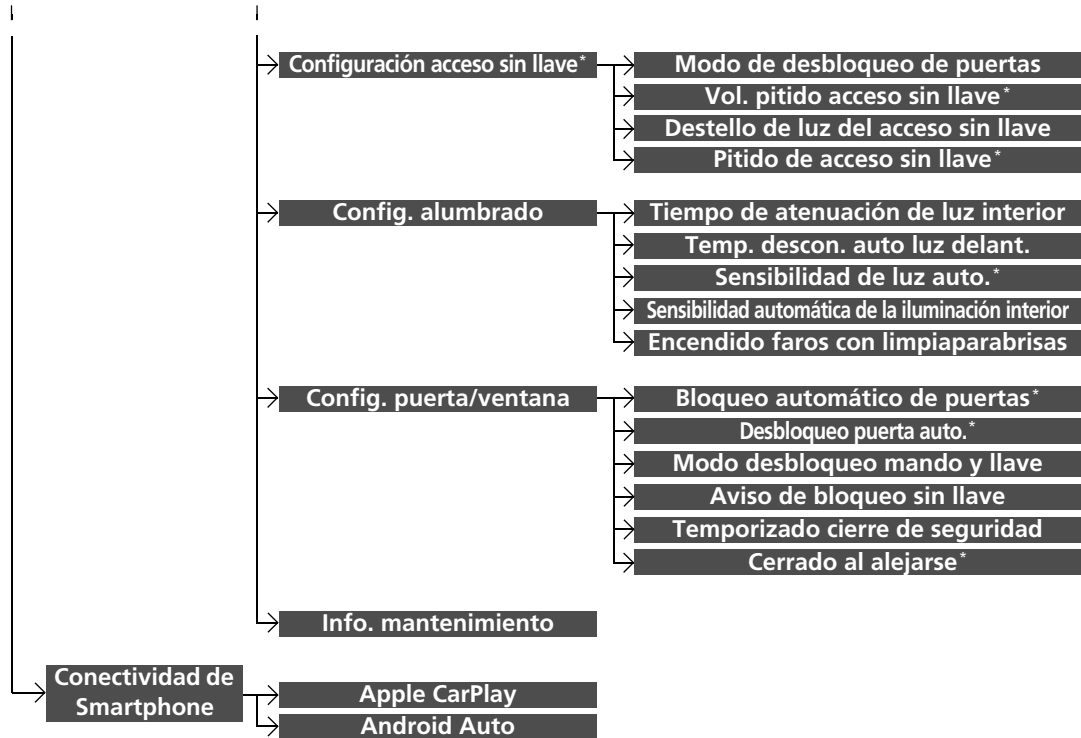 Configuración acceso sin llave*
Modo de desbloqueo de puertas
Vol. pitido acceso sin llave*
Destello de luz del acceso sin llave
Pitido de acceso sin llave*
Config. alumbrado
Tiempo de atenuación de luz interior
Temp. descon. auto luz delant.
Sensibilidad de luz auto.*
Sensibilidad automática de la iluminación interior
Encendido faros con limpiaparabrisas
Config. puerta/ventana
Bloqueo automático de puertas*
Desbloqueo puerta auto.*
Modo desbloqueo mando y llave
Aviso de bloqueo sin llave
Temporizado cierre de seguridad
Cerrado al alejarse*
Info. mantenimiento
Conectividad de
Smartphone
Apple CarPlay
Android Auto